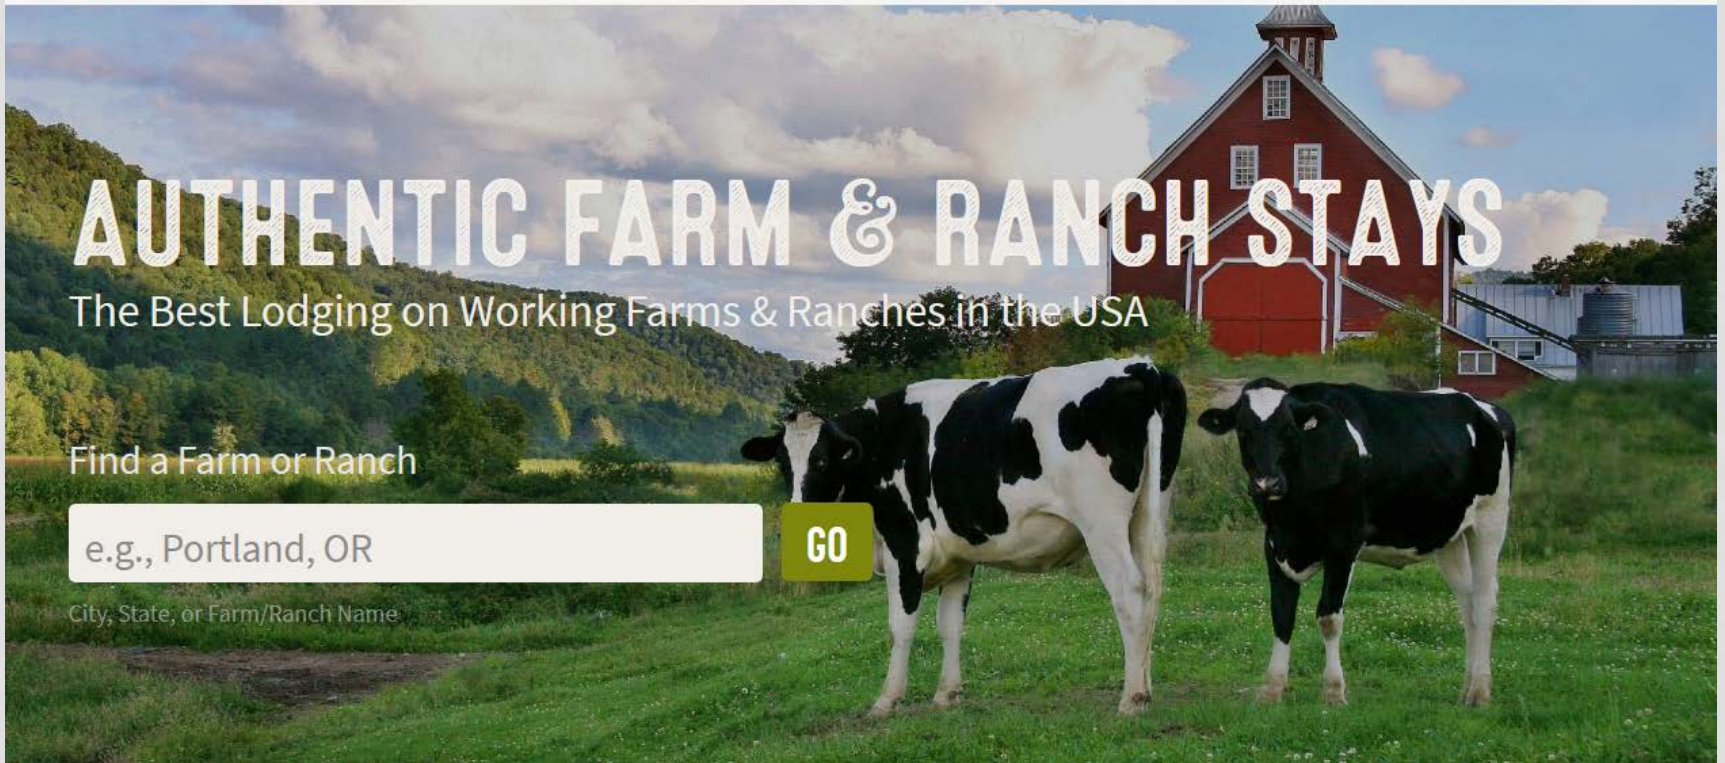 AUTHENTIC FARM & RANCH STAYS
The Best Lodging on Working Farms & Ranches in the USA
Find a Farm or Ranch
e.g., Portland, OR
GO
City, State, or Farm/Ranch Name